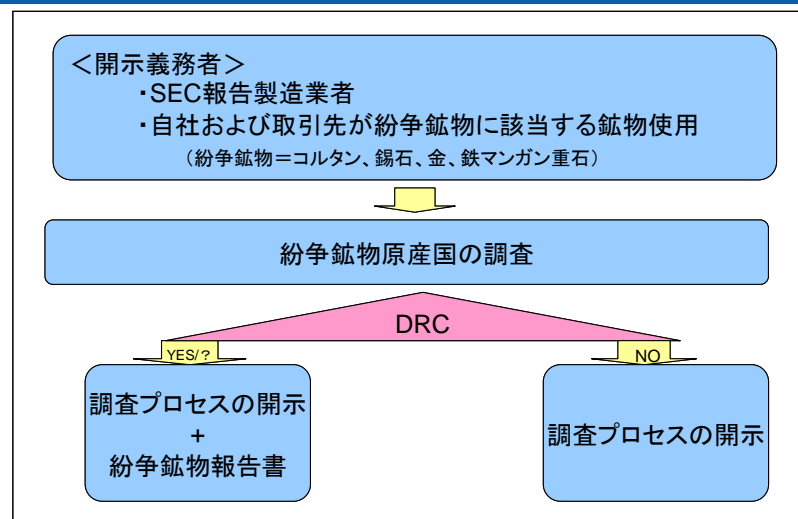 ＜開示義務者＞
・SEC報告製造業者
・自社および取引先が紛争鉱物に該当する鉱物使用
（紛争鉱物＝コルタン、錫石、金、鉄マンガン重石）
紛争鉱物原産国の調査
DRC
YES/？
NO
調査プロセスの開示
+
紛争鉱物報告書
調査プロセスの開示